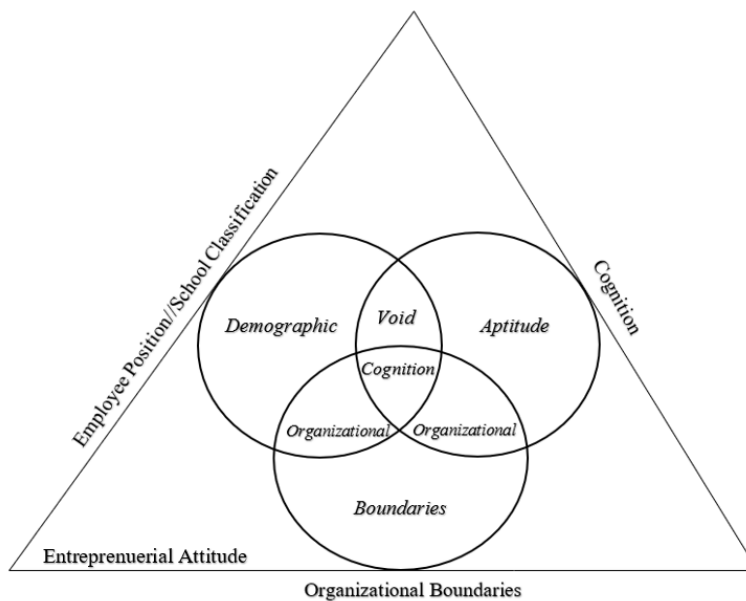 Employee Position//School Classification
Cognition
Demographic
Void
Aptitude
Cognition
Organizational
Organizational
Boundaries
Entreprenuerial Attitude
Organizational Boundaries